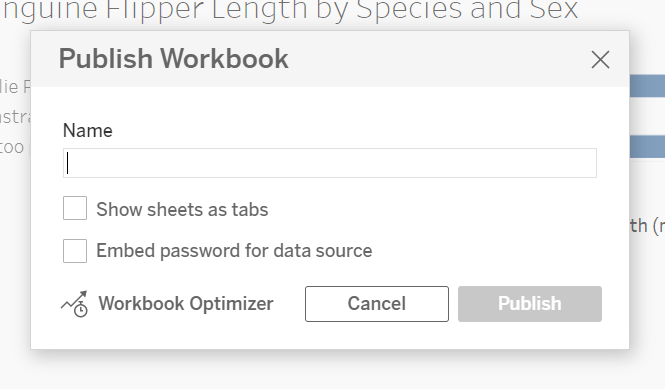 nguine Flipper Length by Species and Sex
Publish Workbook
Name
Show sheets as tabs
Embed password for data source
Workbook Optimizer
Cancel
Publish